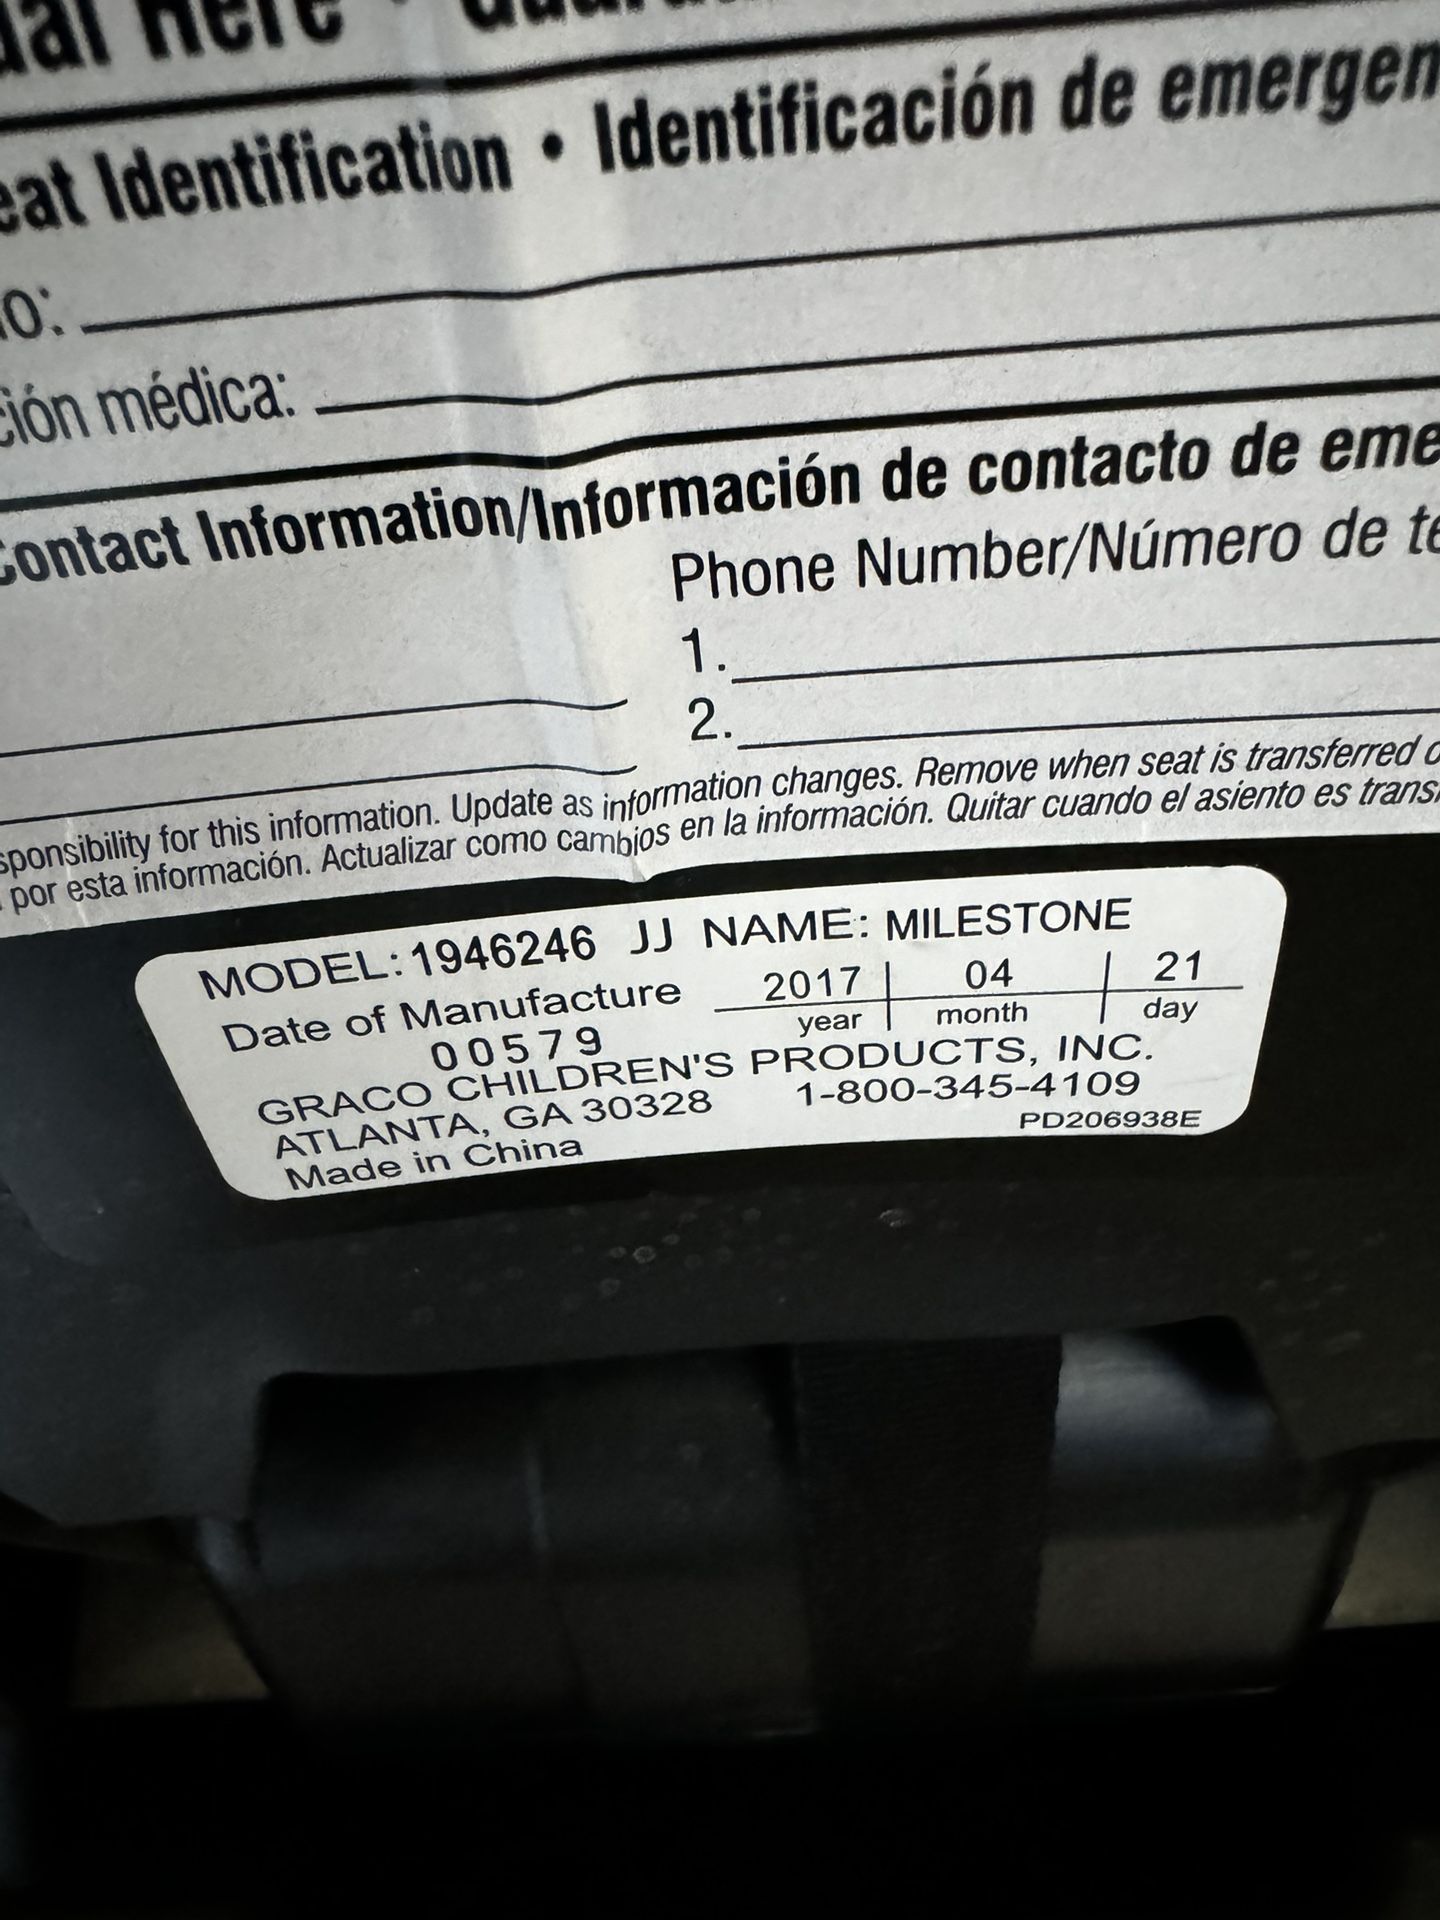 Here •
eat Identification • Identificación de emergen
o:
ción médica:
ontact Information/Información de contacto de eme
Phone Number/Número de te
1.
2.
sponsibility for this information. Update as information changes. Remove when seat is transferred o
por esta información. Actualizar como cambios en la información. Quitar cuando el asiento es trans
MODEL: 1946246 JJ NAME: MILESTONE
Date of Manufacture 2017 | 04 | 21
00579 year month day
GRACO CHILDREN'S PRODUCTS, INC.
ATLANTA, GA 30328 1-800-345-4109
Made in China PD206938E